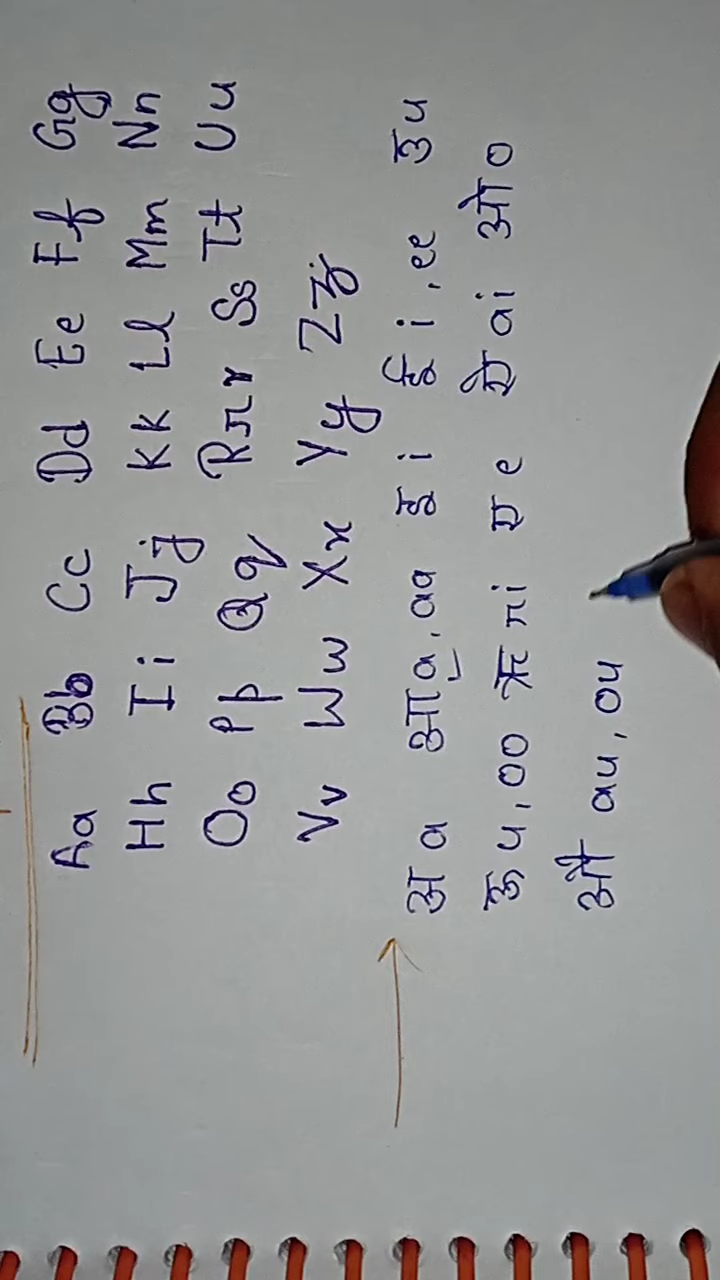 Aa Bb Cc Dd Ee Ff Gg
Hh Ii Jj Kk Ll Mm Nn
Oo Pp Qq Rr r Ss Tt Uu
Vv Ww Xx Yy Zz
अ a आ a, aa इ i ई i, ee उ u
ऊ u, oo ऋ ri ए e ऐ ai ओ o
औ au, ou